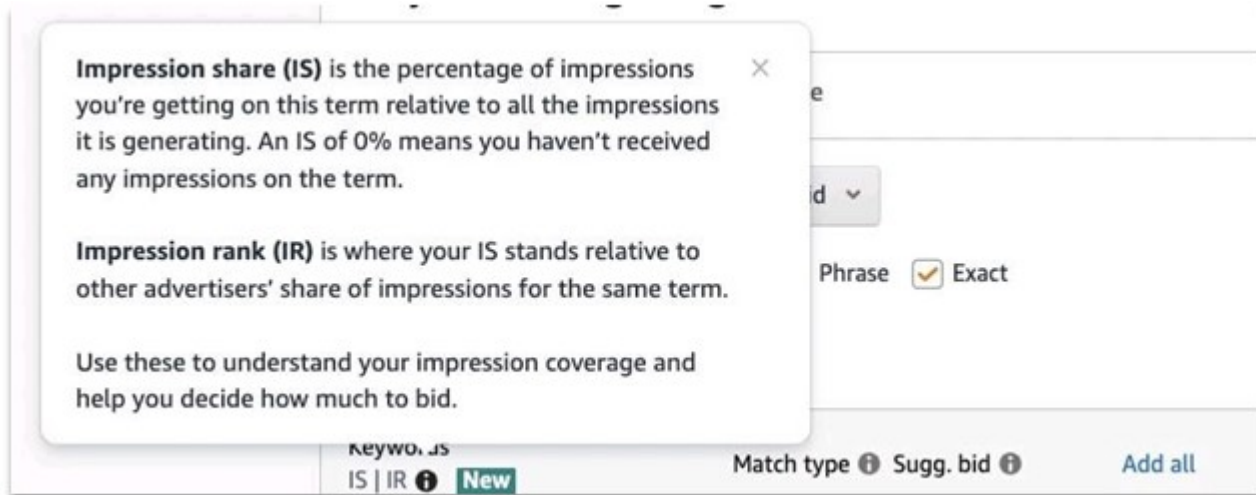 Impression share (IS) is the percentage of impressions
you're getting on this term relative to all the impressions
it is generating. An IS of 0% means you haven't received
any impressions on the term.
Impression rank (IR) is where your IS stands relative to
other advertisers' share of impressions for the same term.
Use these to understand your impression coverage and
help you decide how much to bid.
Phrase Exact
Keywords
IS | IR New
Match type Sugg. bid Add all